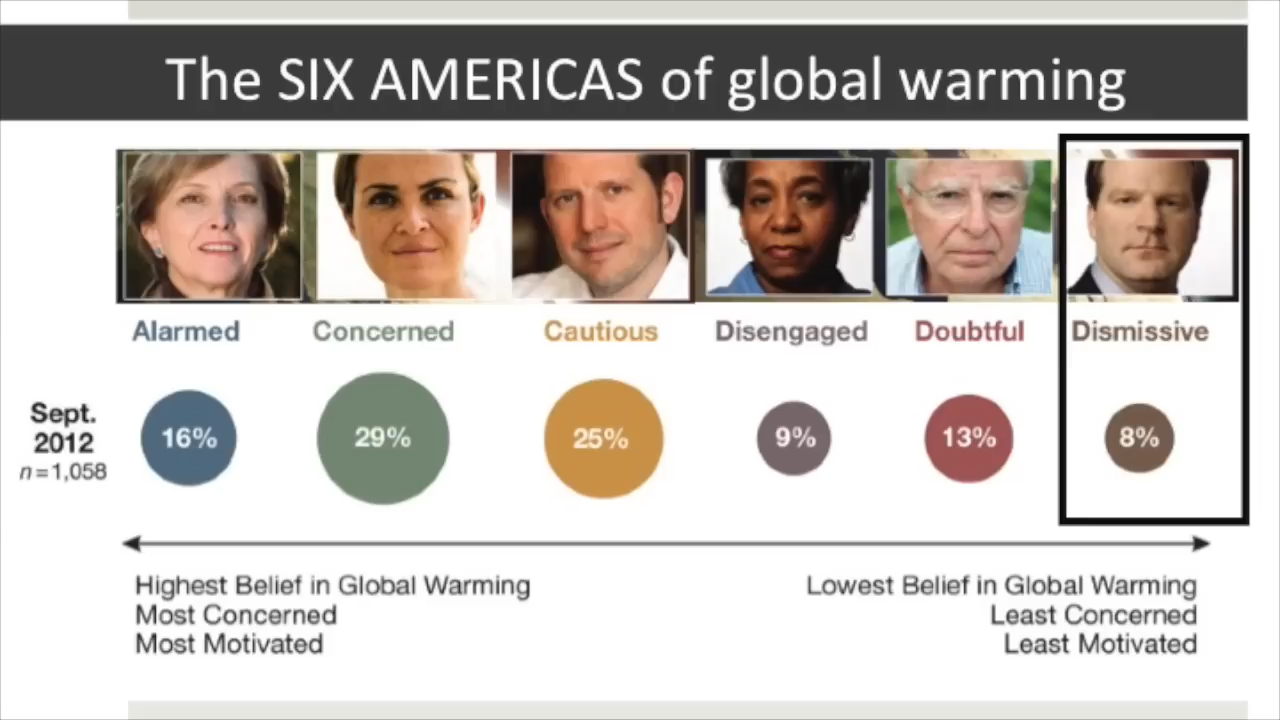 The SIX AMERICAS of global warming
Alarmed Concerned Cautious Disengaged Doubtful Dismissive
Sept.
2012
n=1,058
16% 29% 25% 9% 13% 8%
Highest Belief in Global Warming
Most Concerned
Most Motivated
Lowest Belief in Global Warming
Least Concerned
Least Motivated